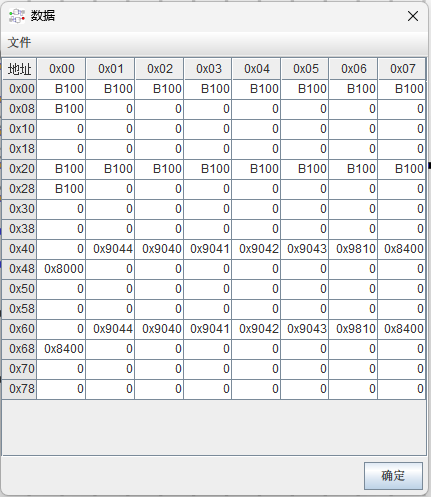 数据
文件
地址 0x00 0x01 0x02 0x03 0x04 0x05 0x06 0x07
0x00 B100 B100 B100 B100 B100 B100 B100 B100
0x08 B100 0 0 0 0 0 0 0
0x10 0 0 0 0 0 0 0 0
0x18 0 0 0 0 0 0 0 0
0x20 B100 B100 B100 B100 B100 B100 B100 B100
0x28 B100 0 0 0 0 0 0 0
0x30 0 0 0 0 0 0 0 0
0x38 0 0 0 0 0 0 0 0
0x40 0 0x9044 0x9040 0x9041 0x9042 0x9043 0x9810 0x8400
0x48 0x8000 0 0 0 0 0 0 0
0x50 0 0 0 0 0 0 0 0
0x58 0 0 0 0 0 0 0 0
0x60 0 0x9044 0x9040 0x9041 0x9042 0x9043 0x9810 0x8400
0x68 0x8400 0 0 0 0 0 0 0
0x70 0 0 0 0 0 0 0 0
0x78 0 0 0 0 0 0 0 0
确定